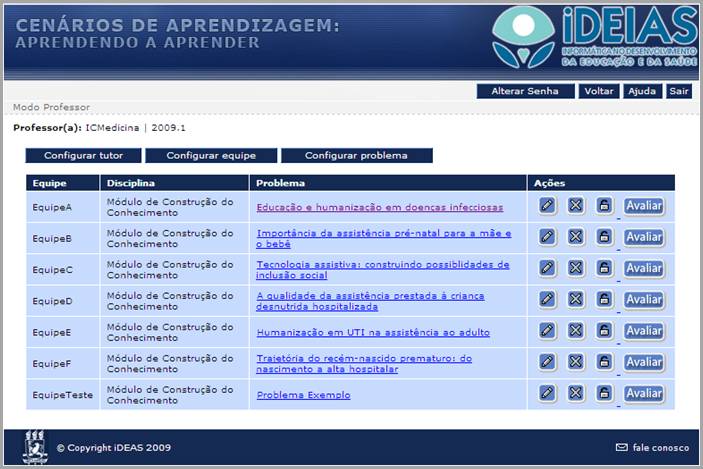 CENÁRIOS DE APRENDIZAGEM:
APRENDENDO A APRENDER
iDEIAS
INFORMÁTICA NO DESENVOLVIMENTO
DA EDUCAÇÃO E DA SAÚDE
Alterar Senha Voltar Ajuda Sair
Modo Professor
Professor(a): ICMedicina | 2009.1
Configurar tutor Configurar equipe Configurar problema
Equipe Disciplina Problema Ações
EquipeA Módulo de Construção do Conhecimento Educação e humanização em doenças infecciosas Avaliar
EquipeB Módulo de Construção do Conhecimento Importância da assistência pré-natal para a mãe e o bebê Avaliar
EquipeC Módulo de Construção do Conhecimento Tecnologia assistiva: construindo possiblidades de inclusão social Avaliar
EquipeD Módulo de Construção do Conhecimento A qualidade da assistência prestada à criança desnutrida hospitalizada Avaliar
EquipeE Módulo de Construção do Conhecimento Humanização em UTI na assistência ao adulto Avaliar
EquipeF Módulo de Construção do Conhecimento Trajetória do recém-nascido prematuro: do nascimento a alta hospitalar Avaliar
EquipeTeste Módulo de Construção do Conhecimento Problema Exemplo Avaliar
© Copyright iDEAS 2009 fale conosco